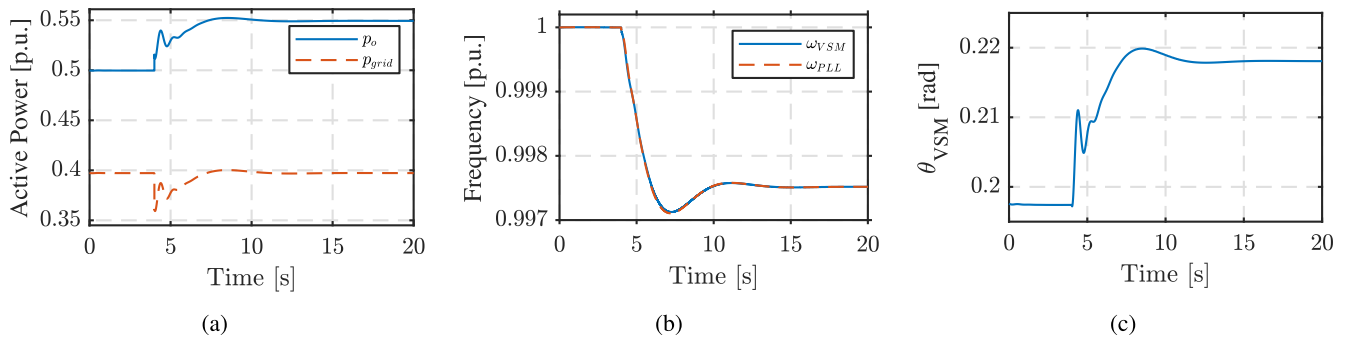 Active Power [p.u.]
0.55
0.5
0.45
0.4
0.35
p_o
p_grid
0 5 10 15 20
Time [s]
(a)
Frequency [p.u.]
1
0.999
0.998
0.997
ω_VSM
ω_PLL
0 5 10 15 20
Time [s]
(b)
θ_VSM [rad]
0.22
0.21
0.2
0 5 10 15 20
Time [s]
(c)